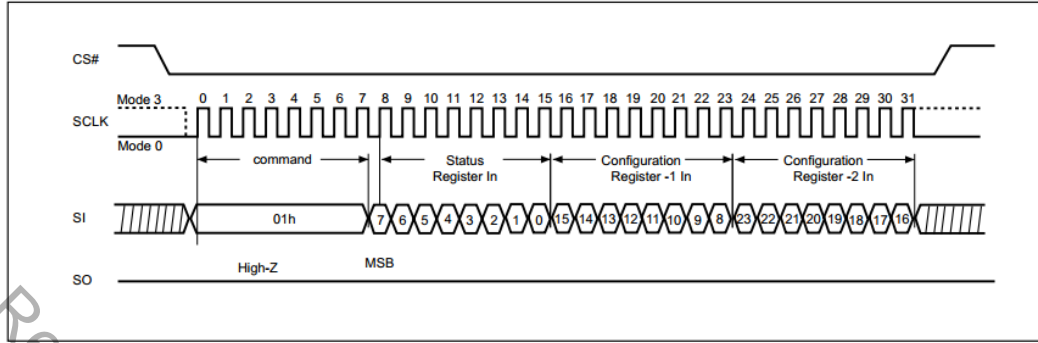 CS#
Mode 3
0 1 2 3 4 5 6 7 8 9 10 11 12 13 14 15 16 17 18 19 20 21 22 23 24 25 26 27 28 29 30 31
SCLK
Mode 0
command
Status
Register In
Configuration
Register -1 In
Configuration
Register -2 In
SI
01h
7 6 5 4 3 2 1 0 15 14 13 12 11 10 9 8 23 22 21 20 19 18 17 16
High-Z
MSB
SO